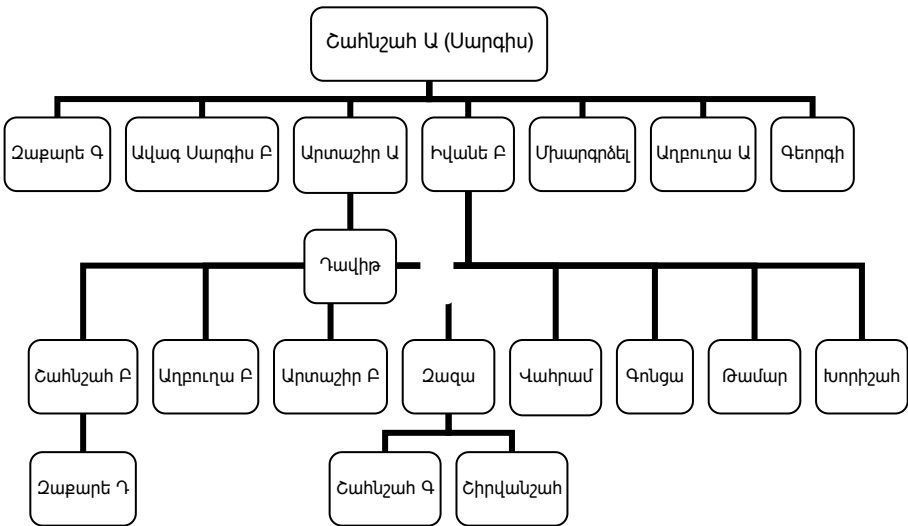 Շահնշահ Ա (Սարգիս)
Զաքարե Գ
Ավագ Սարգիս Բ
Արտաշիր Ա
Իվանե Բ
Մխարգրձել
Աղբուղա Ա
Գեորգի
Դավիթ
Շահնշահ Բ
Աղբուղա Բ
Արտաշիր Բ
Զազա
Վահրամ
Գոնցա
Թամար
Խորիշահ
Զաքարե Դ
Շահնշահ Գ
Շիրվանշահ